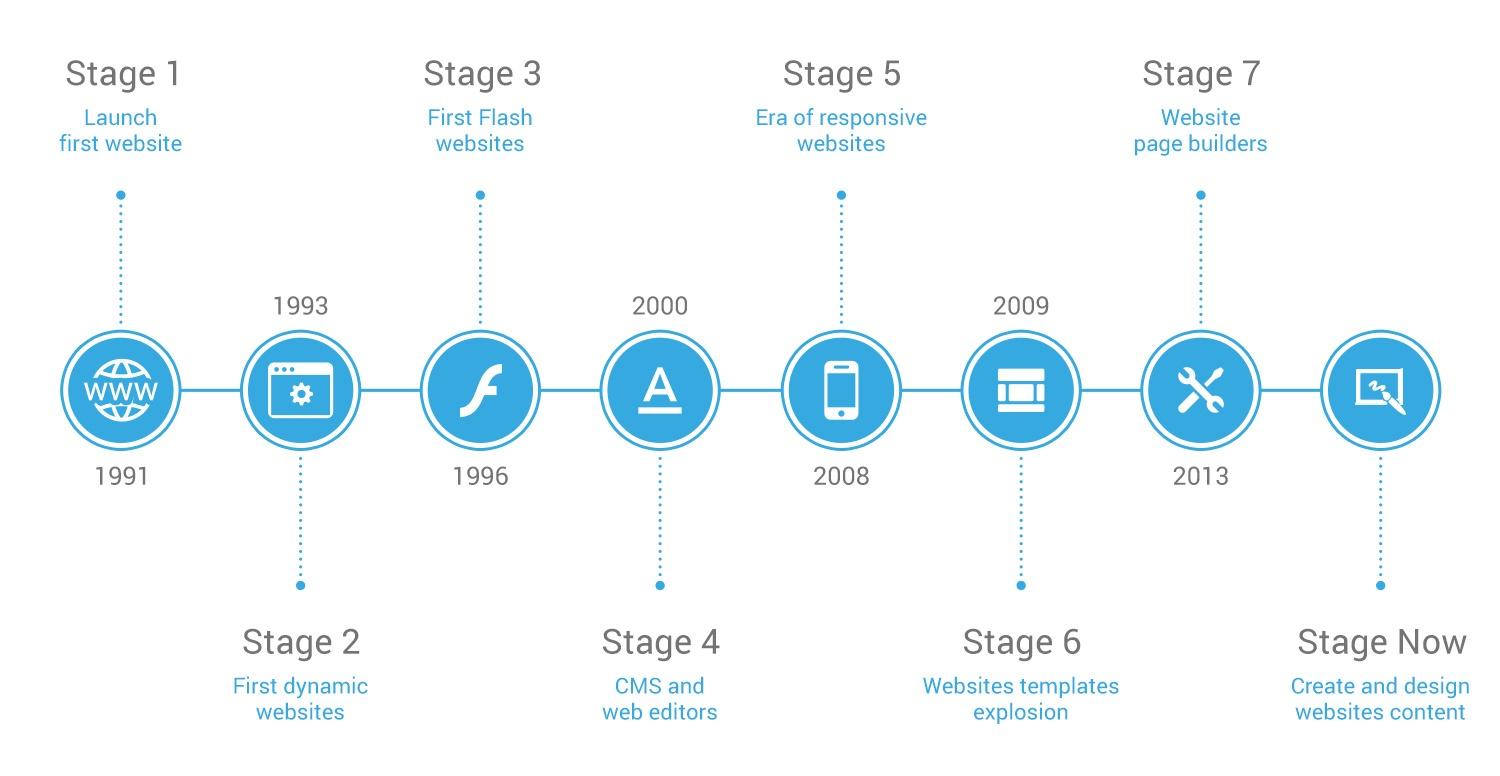 Stage 1
Launch
first website
Stage 3
First Flash
websites
Stage 5
Era of responsive
websites
Stage 7
Website
page builders
1993
2000
2009
WWW
A
1991
1996
2008
2013
Stage 2
First dynamic
websites
Stage 4
CMS and
web editors
Stage 6
Websites templates
explosion
Stage Now
Create and design
websites content